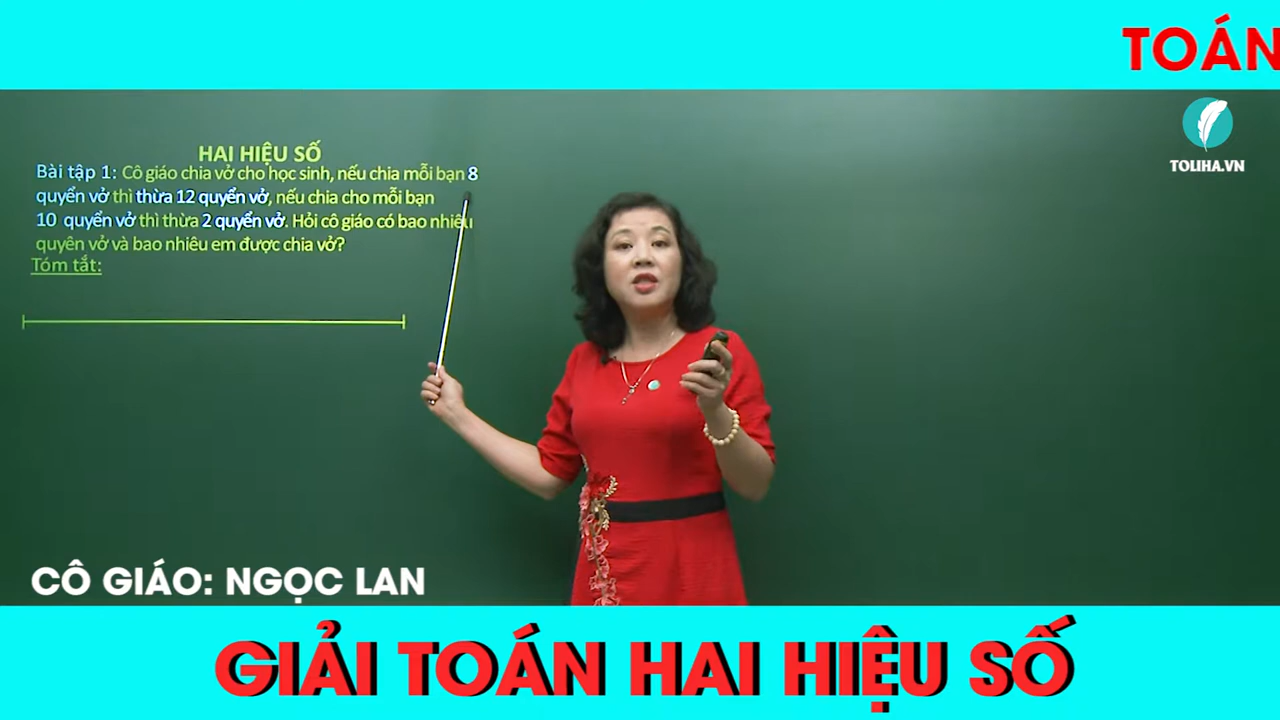 TOÁN
TOLIHA.VN
HAI HIỆU SỐ
Bài tập 1: Cô giáo chia vở cho học sinh, nếu chia mỗi bạn 8
quyển vở thì thừa 12 quyển vở, nếu chia cho mỗi bạn
10 quyển vở thì thừa 2 quyển vở. Hỏi cô giáo có bao nhiêu
quyên vở và bao nhiêu em được chia vở?
Tóm tắt:
CÔ GIÁO: NGỌC LAN
GIẢI TOÁN HAI HIỆU SỐ